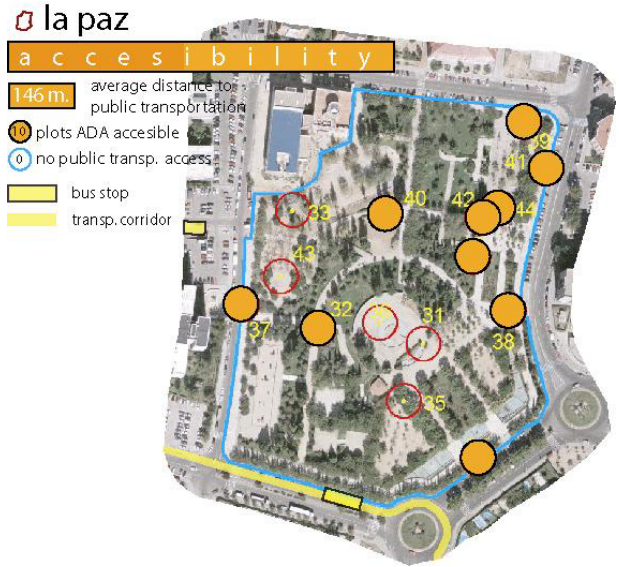 la paz
accesibility
146 m. average distance to
public transportation
10 plots ADA accesible
0 no public transp. access
bus stop
transp. corridor
39
41
33
40
42
44
43
32
36
31
37
38
35